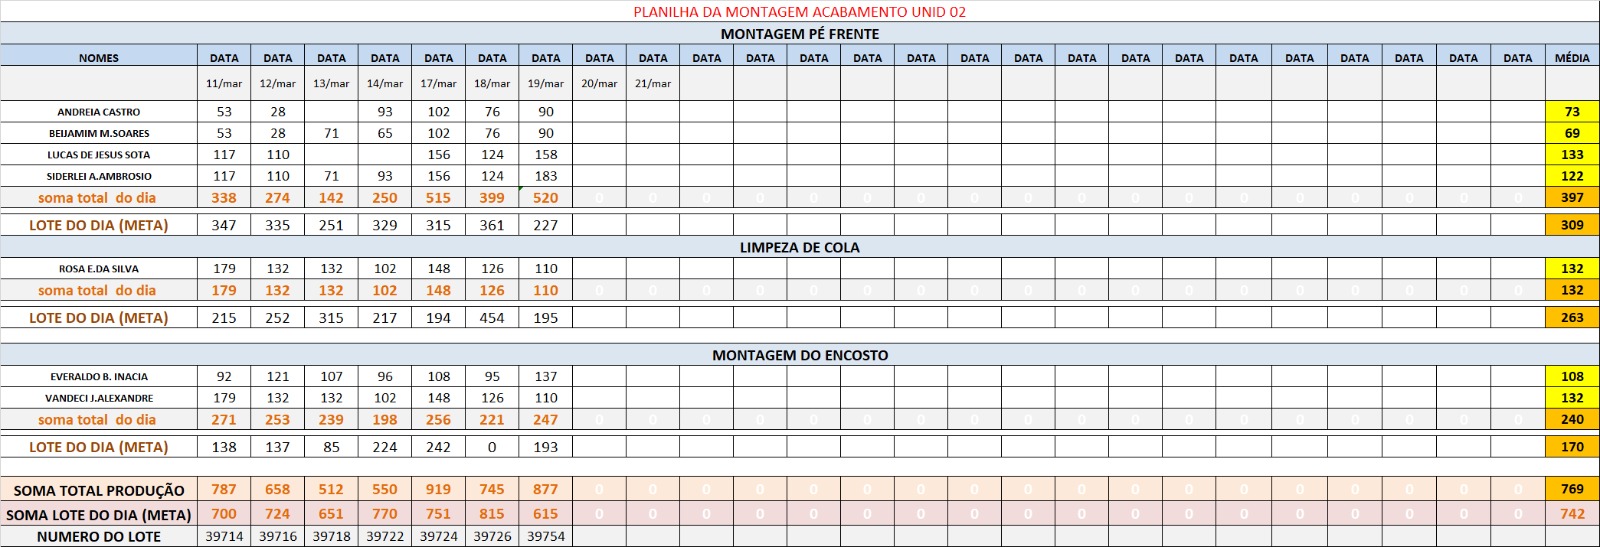 PLANILHA DA MONTAGEM ACABAMENTO UNID 02
MONTAGEM PÉ FRENTE
NOMES DATA DATA DATA DATA DATA DATA DATA DATA DATA DATA DATA DATA DATA DATA DATA DATA DATA DATA DATA DATA DATA DATA DATA DATA DATA MÉDIA
11/mar 12/mar 13/mar 14/mar 17/mar 18/mar 19/mar 20/mar 21/mar
ANDREIA CASTRO 53 28 93 102 76 90 73
BEIJAMIM M.SOARES 53 28 71 65 102 76 90 69
LUCAS DE JESUS SOTA 117 110 156 124 158 133
SIDERLEI A.AMBROSIO 117 110 71 93 156 124 183 122
soma total do dia 338 274 142 250 515 399 520 0 0 0 0 0 0 0 0 0 0 0 0 0 0 0 0 0 0 397
LOTE DO DIA (META) 347 335 251 329 315 361 227 309
LIMPEZA DE COLA
ROSA E.DA SILVA 179 132 132 102 148 126 110 132
soma total do dia 179 132 132 102 148 126 110 0 0 0 0 0 0 0 0 0 0 0 0 0 0 0 0 0 0 132
LOTE DO DIA (META) 215 252 315 217 194 454 195 263
MONTAGEM DO ENCOSTO
EVERALDO B. INACIA 92 121 107 96 108 95 137 108
VANDECI J.ALEXANDRE 179 132 132 102 148 126 110 132
soma total do dia 271 253 239 198 256 221 247 0 0 0 0 0 0 0 0 0 0 0 0 0 0 0 0 0 0 240
LOTE DO DIA (META) 138 137 85 224 242 0 193 170
SOMA TOTAL PRODUÇÃO 787 658 512 550 919 745 877 0 0 0 0 0 0 0 0 0 0 0 0 0 0 0 0 0 0 769
SOMA LOTE DO DIA (META) 700 724 651 770 751 815 615 0 0 0 0 0 0 0 0 0 0 0 0 0 0 0 0 0 0 742
NUMERO DO LOTE 39714 39716 39718 39722 39724 39726 39754